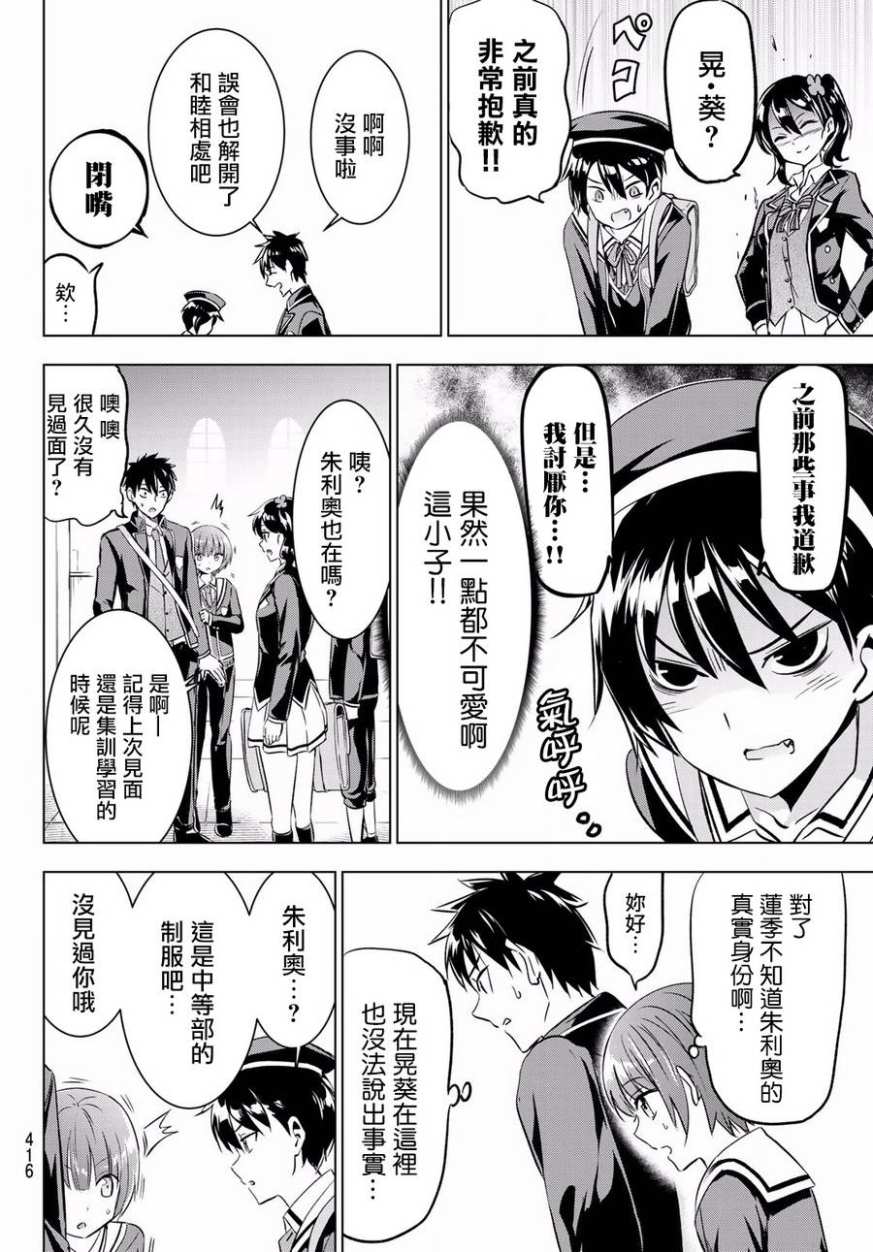 晃·葵?
ペコ
之前真的
非常抱歉!!
啊啊
沒事啦
誤會也解開了
和睦相處吧
閉嘴
欸…
之前那些事我道歉
但是…
我討厭你…!!
氣呼呼
果然一點都不可愛啊
這小子!!
咦?
朱利奧也在嗎?
噢噢
很久沒有
見過面了?
是啊—
記得上次見面
還是集訓學習的
時候呢
對了
蓮季不知道朱利奧的
真實身份啊…
妳好…
現在晃葵在這裡
也沒法說出事實…
朱利奧…?
這是中等部的
制服吧…
沒見過你哦
416